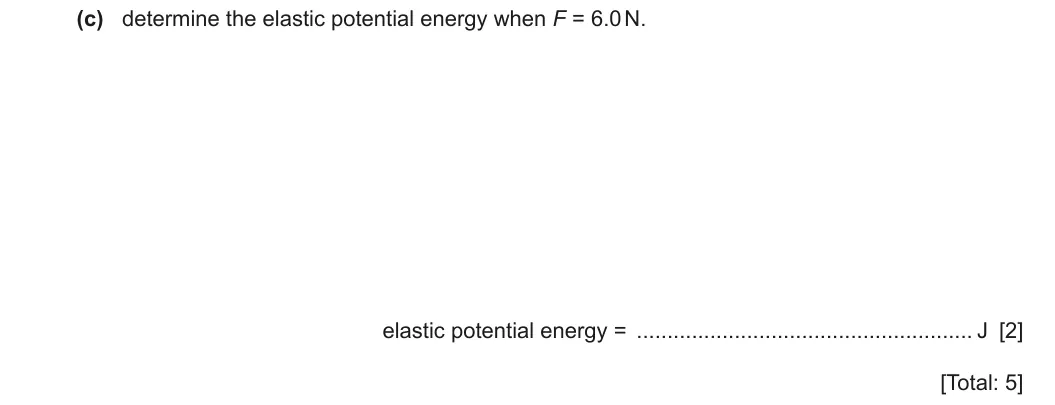 (c) determine the elastic potential energy when F = 6.0 N.
elastic potential energy = ....................................................... J [2]
[Total: 5]